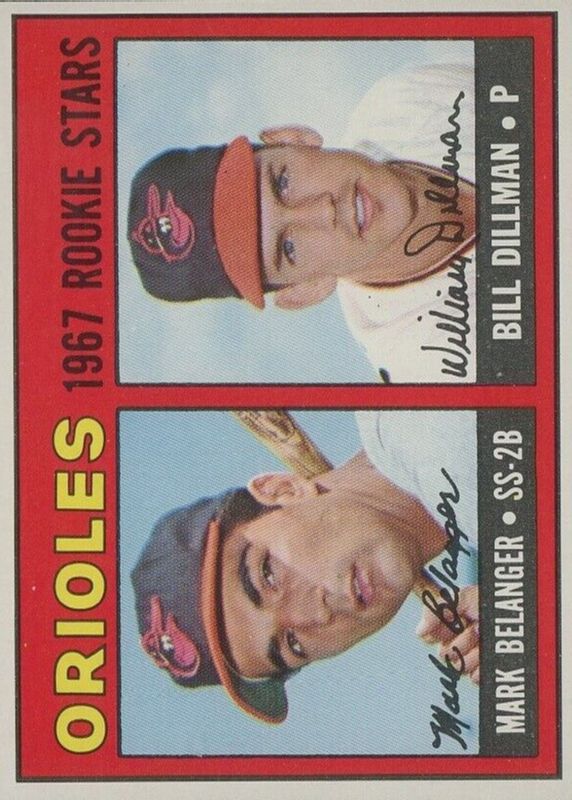 ORIOLES 1967 ROOKIE STARS
Mark Belanger
William Dillman
MARK BELANGER • SS-2B
BILL DILLMAN • P